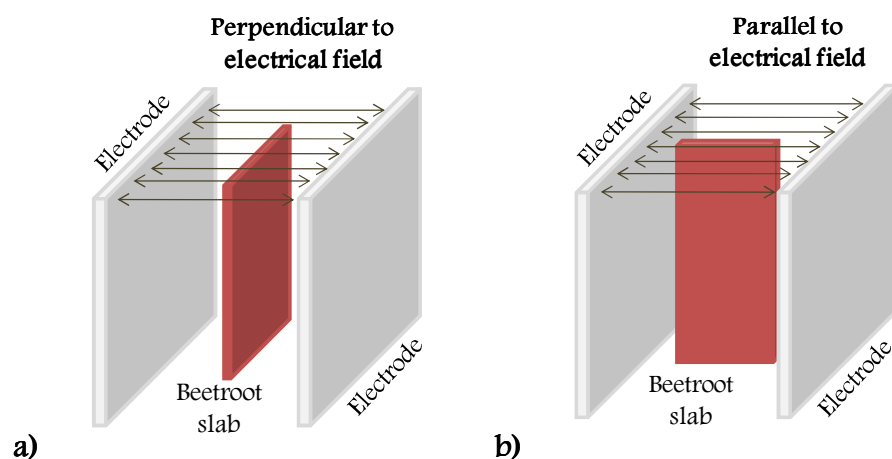 Perpendicular to
electrical field
Electrode
Beetroot
slab
Electrode
a)
Parallel to
electrical field
Electrode
Beetroot
slab
Electrode
b)